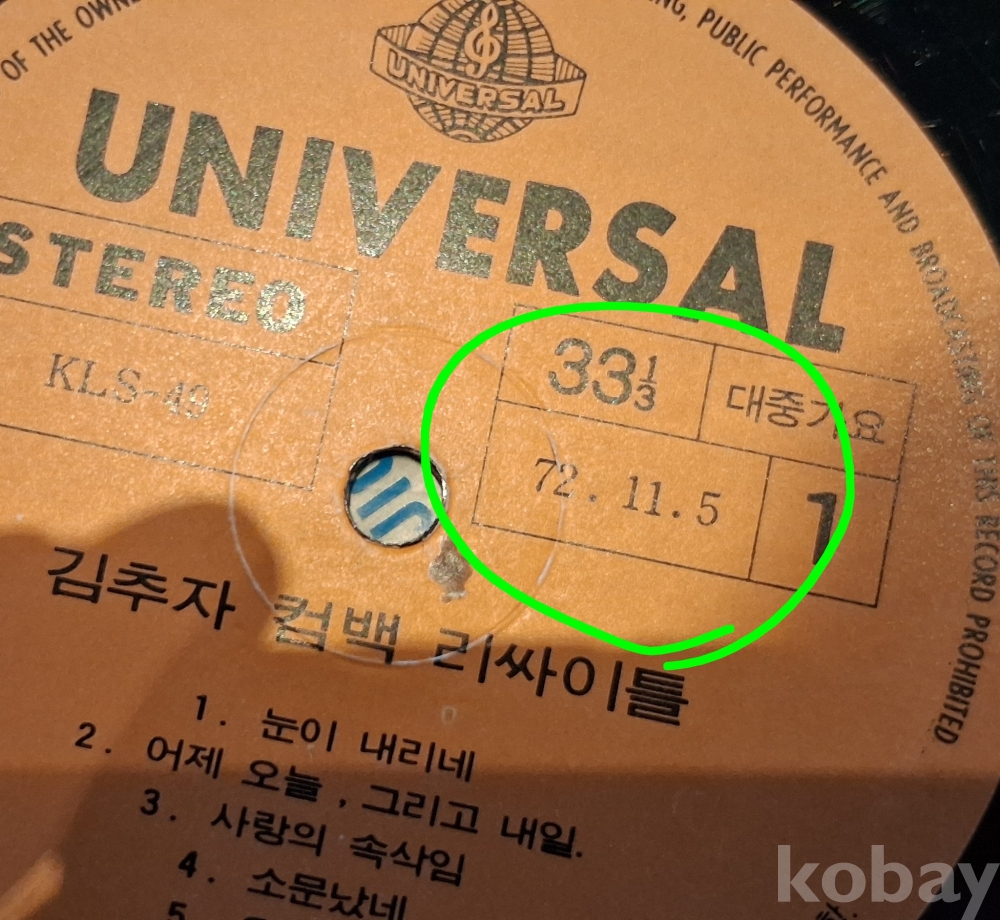 OF THE OWNE
NG, PUBLIC PERFORMANCE AND BROADCASTING OF THIS RECORD PROHIBITED
UNIVERSAL
UNIVERSAL
STEREO
KLS-49
33⅓
대중가요
72. 11. 5
1
김추자 컴백 리싸이틀
1. 눈이 내리네
2. 어제 오늘, 그리고 내일.
3. 사랑의 속삭임
4. 소문났네
5.
kobay